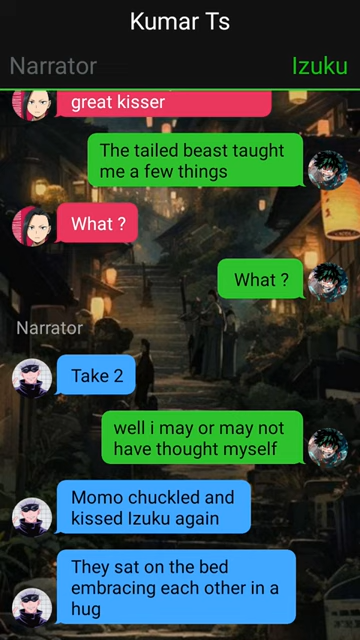 Kumar Ts
Narrator
Izuku
great kisser
The tailed beast taught
me a few things
What ?
What ?
Narrator
Take 2
well i may or may not
have thought myself
Momo chuckled and
kissed Izuku again
They sat on the bed
embracing each other in a
hug